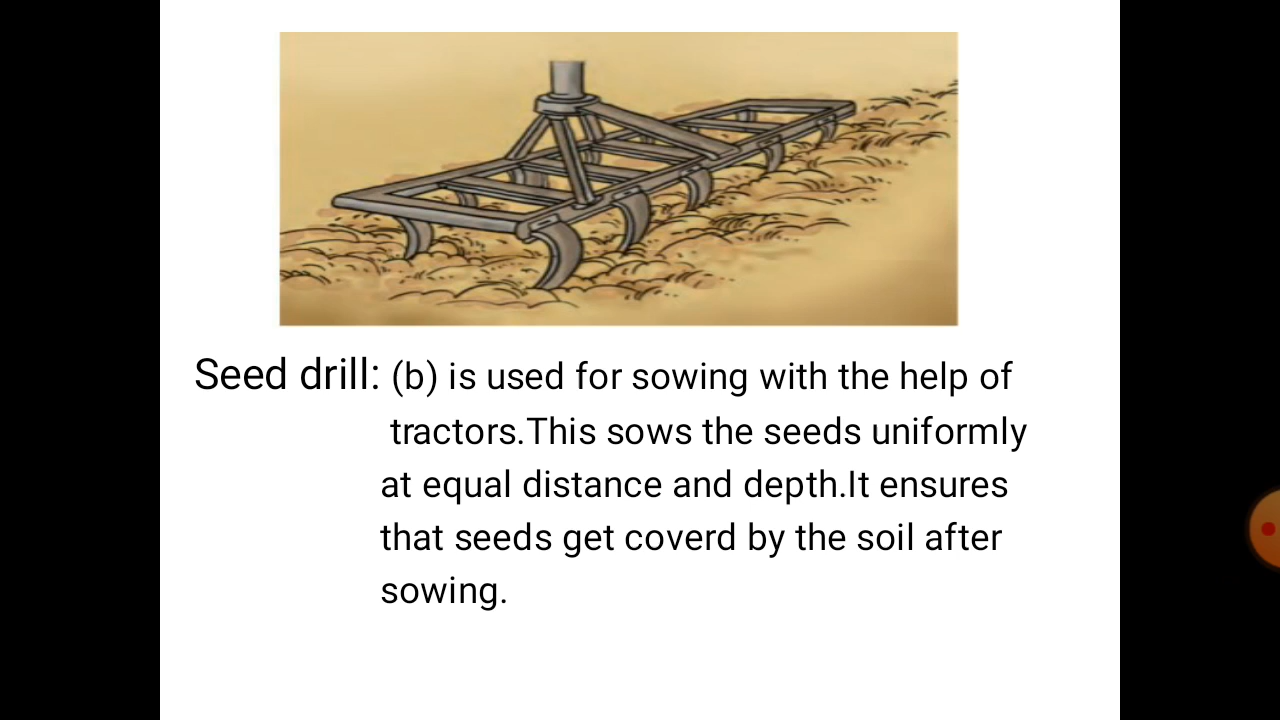 Seed drill: (b) is used for sowing with the help of
tractors.This sows the seeds uniformly
at equal distance and depth.It ensures
that seeds get coverd by the soil after
sowing.